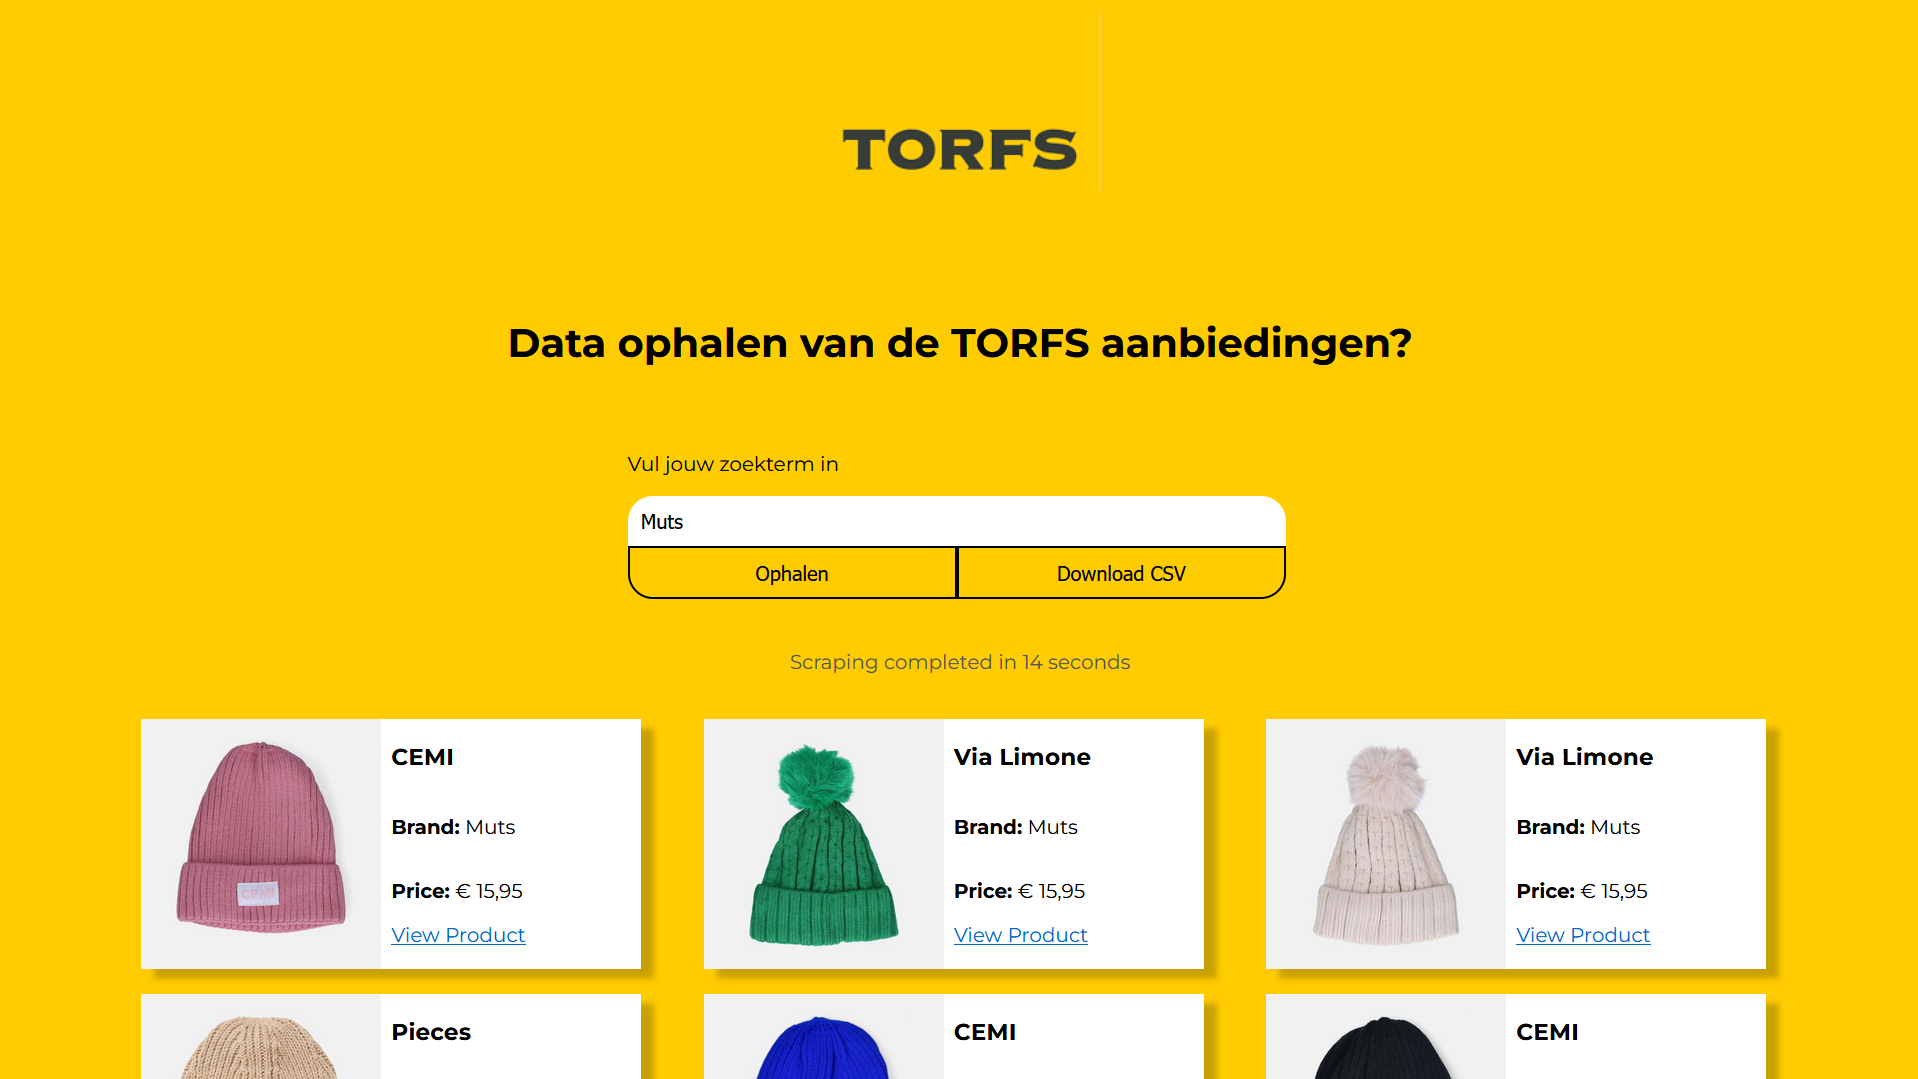 TORFS
Data ophalen van de TORFS aanbiedingen?
Vul jouw zoekterm in
Muts
Ophalen
Download CSV
Scraping completed in 14 seconds
CEMI
Brand: Muts
Price: € 15,95
View Product
CEMI
Via Limone
Brand: Muts
Price: € 15,95
View Product
Via Limone
Brand: Muts
Price: € 15,95
View Product
Pieces
CEMI
CEMI